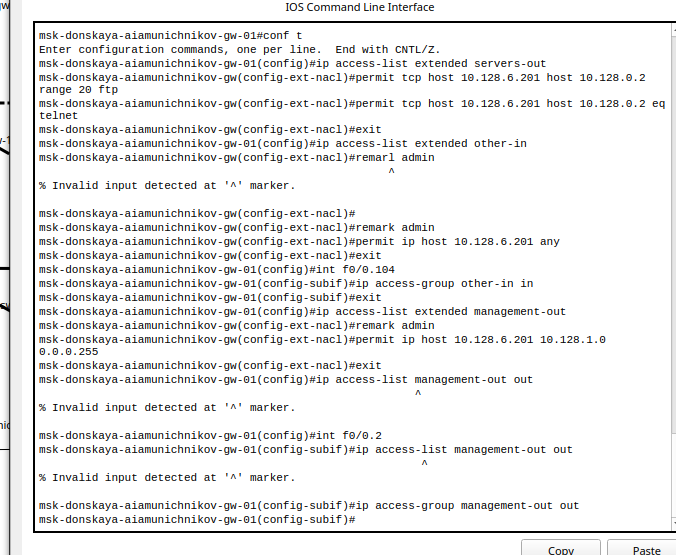 IOS Command Line Interface
msk-donskaya-aiamunichnikov-gw-01#conf t
Enter configuration commands, one per line.  End with CNTL/Z.
msk-donskaya-aiamunichnikov-gw-01(config)#ip access-list extended servers-out
msk-donskaya-aiamunichnikov-gw(config-ext-nacl)#permit tcp host 10.128.6.201 host 10.128.0.2
range 20 ftp
msk-donskaya-aiamunichnikov-gw(config-ext-nacl)#permit tcp host 10.128.6.201 host 10.128.0.2 eq
telnet
msk-donskaya-aiamunichnikov-gw(config-ext-nacl)#exit
msk-donskaya-aiamunichnikov-gw-01(config)#ip access-list extended other-in
msk-donskaya-aiamunichnikov-gw(config-ext-nacl)#remarl admin
^
% Invalid input detected at '^' marker.
msk-donskaya-aiamunichnikov-gw(config-ext-nacl)#
msk-donskaya-aiamunichnikov-gw(config-ext-nacl)#remark admin
msk-donskaya-aiamunichnikov-gw(config-ext-nacl)#permit ip host 10.128.6.201 any
msk-donskaya-aiamunichnikov-gw(config-ext-nacl)#exit
msk-donskaya-aiamunichnikov-gw-01(config)#int f0/0.104
msk-donskaya-aiamunichnikov-gw-01(config-subif)#ip access-group other-in in
msk-donskaya-aiamunichnikov-gw-01(config-subif)#exit
msk-donskaya-aiamunichnikov-gw-01(config)#ip access-list extended management-out
msk-donskaya-aiamunichnikov-gw(config-ext-nacl)#remark admin
msk-donskaya-aiamunichnikov-gw(config-ext-nacl)#permit ip host 10.128.6.201 10.128.1.0
0.0.0.255
msk-donskaya-aiamunichnikov-gw(config-ext-nacl)#exit
msk-donskaya-aiamunichnikov-gw-01(config)#ip access-list management-out out
^
% Invalid input detected at '^' marker.
msk-donskaya-aiamunichnikov-gw-01(config)#int f0/0.2
msk-donskaya-aiamunichnikov-gw-01(config-subif)#ip access-list management-out out
^
% Invalid input detected at '^' marker.
msk-donskaya-aiamunichnikov-gw-01(config-subif)#ip access-group management-out out
msk-donskaya-aiamunichnikov-gw-01(config-subif)#
Copy
Paste